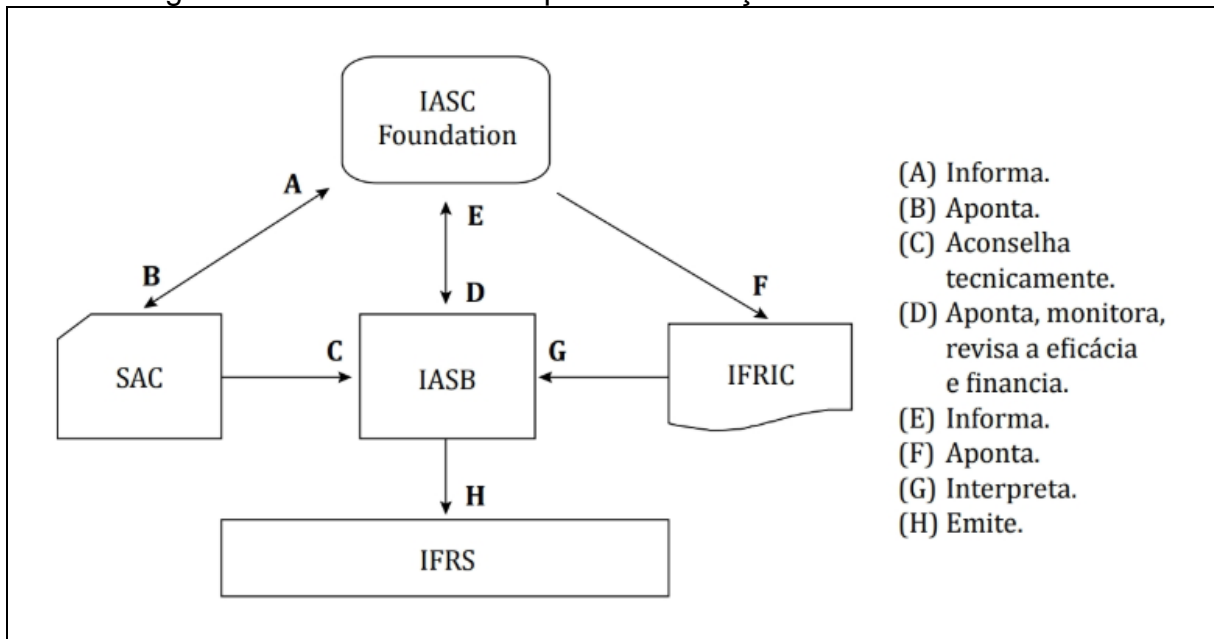 IASC
Foundation
A
E
B
D
F
SAC
C
IASB
G
IFRIC
H
IFRS
(A) Informa.
(B) Aponta.
(C) Aconselha
tecnicamente.
(D) Aponta, monitora,
revisa a eficácia
e financia.
(E) Informa.
(F) Aponta.
(G) Interpreta.
(H) Emite.